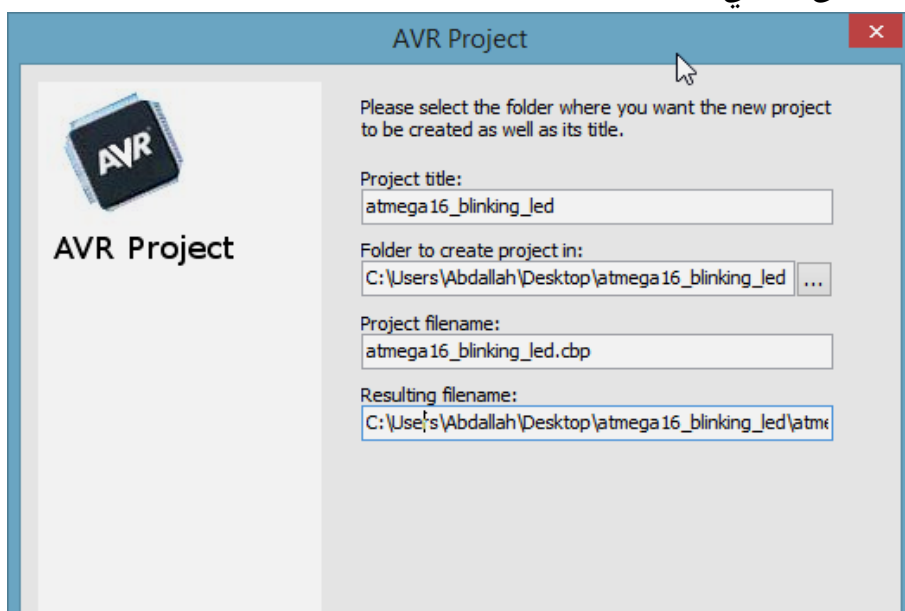 AVR Project
AVR
AVR Project
Please select the folder where you want the new project
to be created as well as its title.
Project title:
atmega16_blinking_led
Folder to create project in:
C:\Users\Abdallah\Desktop\atmega16_blinking_led
...
Project filename:
atmega16_blinking_led.cbp
Resulting filename:
C:\Users\Abdallah\Desktop\atmega16_blinking_led\atme